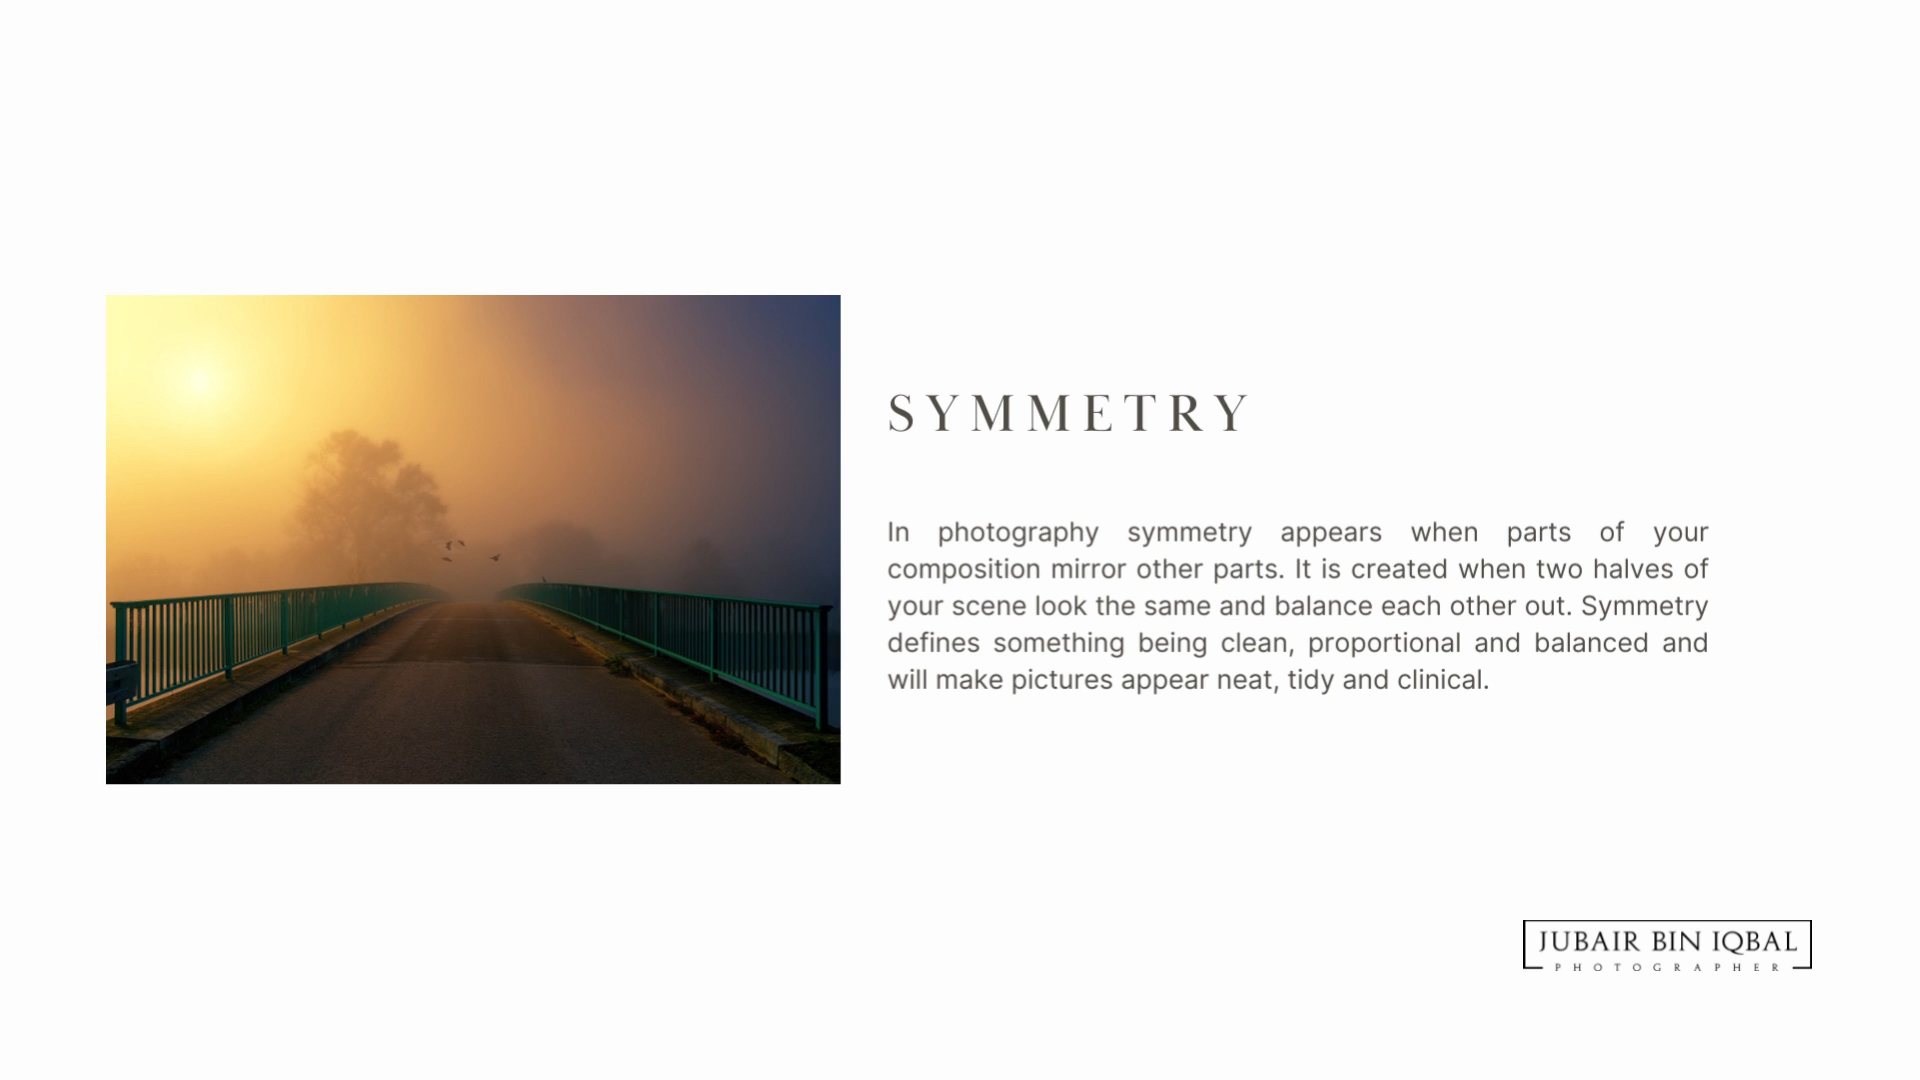 SYMMETRY
In photography symmetry appears when parts of your
composition mirror other parts. It is created when two halves of
your scene look the same and balance each other out. Symmetry
defines something being clean, proportional and balanced and
will make pictures appear neat, tidy and clinical.
JUBAIR BIN IQBAL
PHOTOGRAPHER